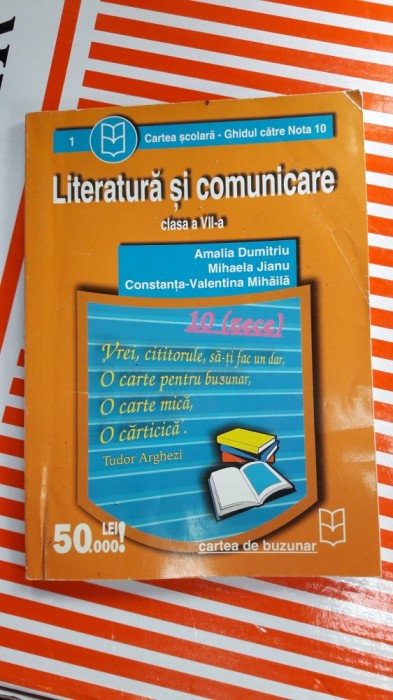 1
Cartea școlară - Ghidul către Nota 10
Literatură și comunicare
clasa a VII-a
Amalia Dumitriu
Mihaela Jianu
Constanța-Valentina Mihăilă
10 (zece)
Vrei, cititorule, să-ți fac un dar,
O carte pentru buzunar,
O carte mică,
O cărticică.
Tudor Arghezi
50.000 LEI!
cartea de buzunar